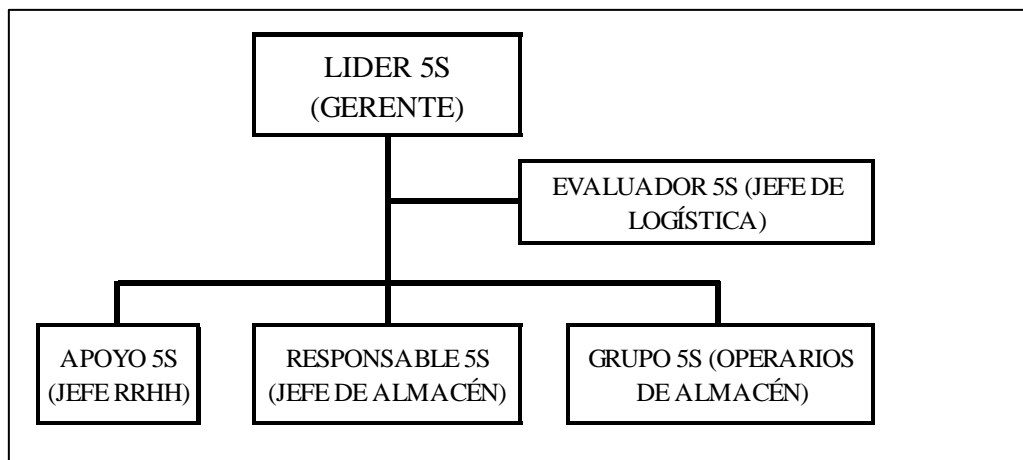 LIDER 5S
(GERENTE)
EVALUADOR 5S (JEFE DE
LOGÍSTICA)
APOYO 5S
(JEFE RRHH)
RESPONSABLE 5S
(JEFE DE ALMACÉN)
GRUPO 5S (OPERARIOS
DE ALMACÉN)